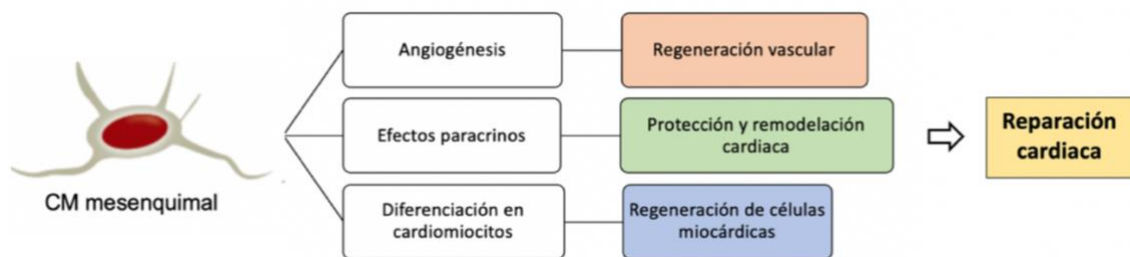 Angiogénesis
Regeneración vascular
Efectos paracrinos
Protección y remodelación
cardiaca
Reparación
cardiaca
CM mesenquimal
Diferenciación en
cardiomiocitos
Regeneración de células
miocárdicas